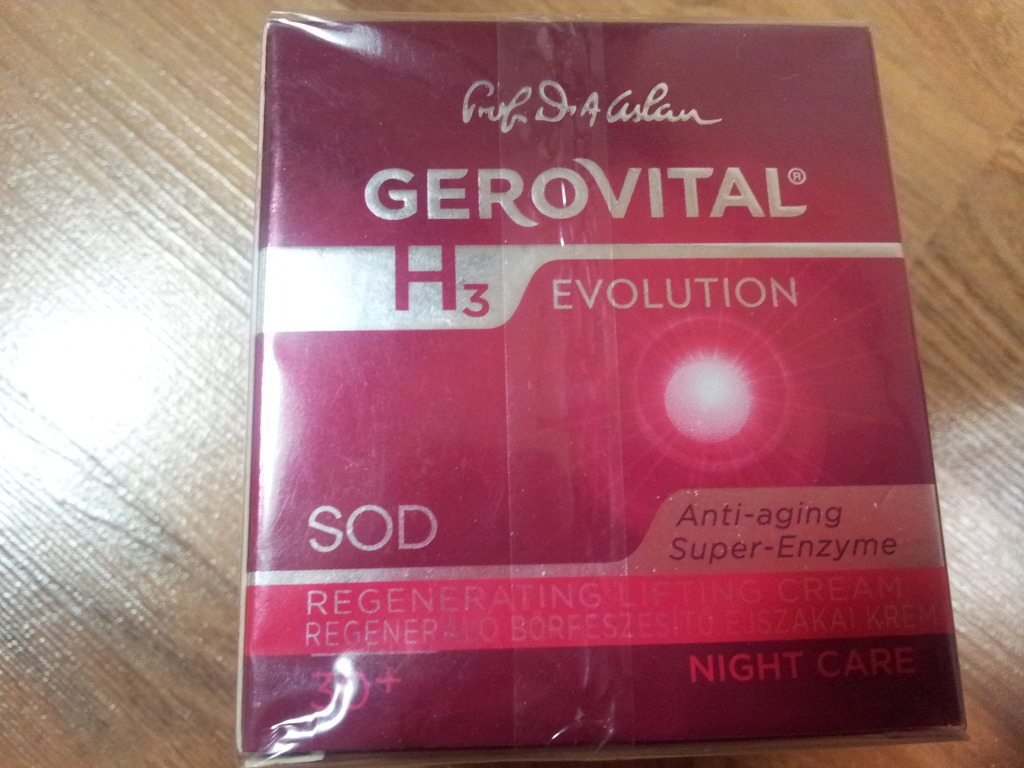 Prof. Dr. A. Aslan
GEROVITAL®
H3
EVOLUTION
SOD
Anti-aging
Super-Enzyme
REGENERATING LIFTING CREAM
REGENERÁLÓ BŐRFESZESÍTŐ ÉJSZAKAI KRÉM
NIGHT CARE
30+